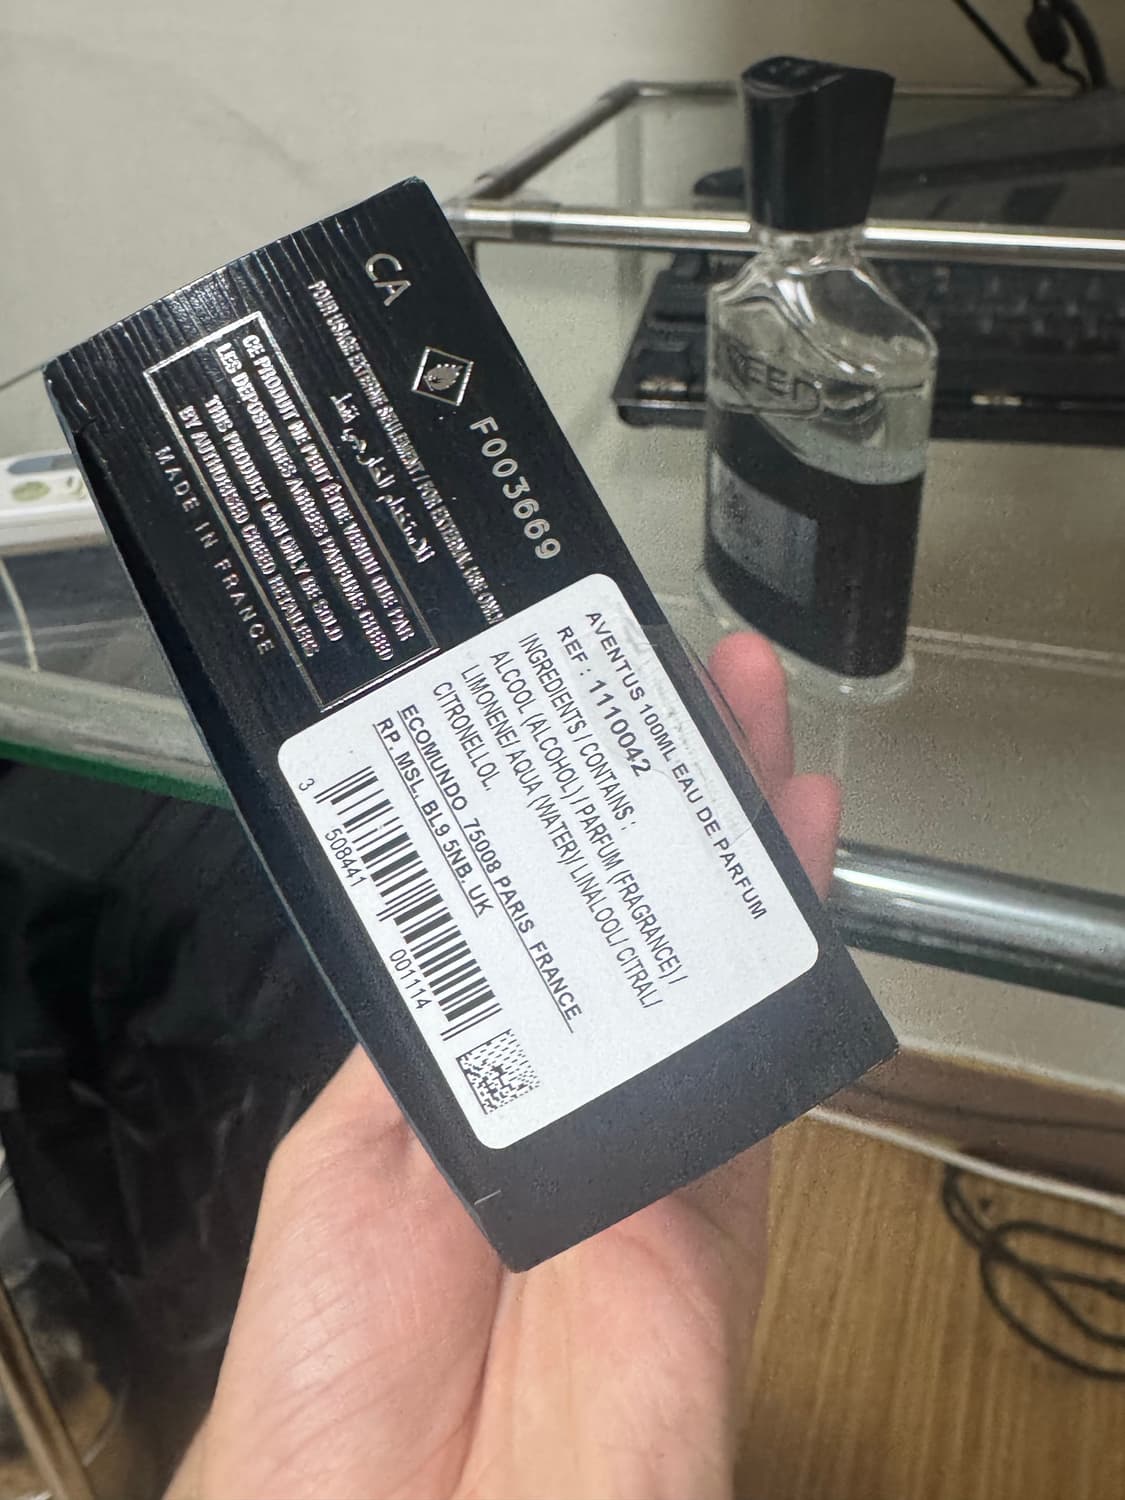 CA
F003669
POUR USAGE EXTERNE SEULEMENT / FOR EXTERNAL USE ONLY
للاستخدام الخارجي فقط
CE PRODUIT NE PEUT ÊTRE VENDU QUE PAR
LES DEPOSITAIRES AGREES PARFUMS CREED
THIS PRODUCT CAN ONLY BE SOLD
BY AUTHORISED CREED RETAILERS
MADE IN FRANCE
AVENTUS 100ML EAU DE PARFUM
REF : 1110042
INGREDIENTS / CONTAINS :
ALCOOL (ALCOHOL) / PARFUM (FRAGRANCE) /
LIMONENE/ AQUA (WATER)/ LINALOOL/ CITRAL/
CITRONELLOL.
ECOMUNDO 75008 PARIS FRANCE
RP. MSL. BL9 5NB. UK
3 508441 001114
CREED